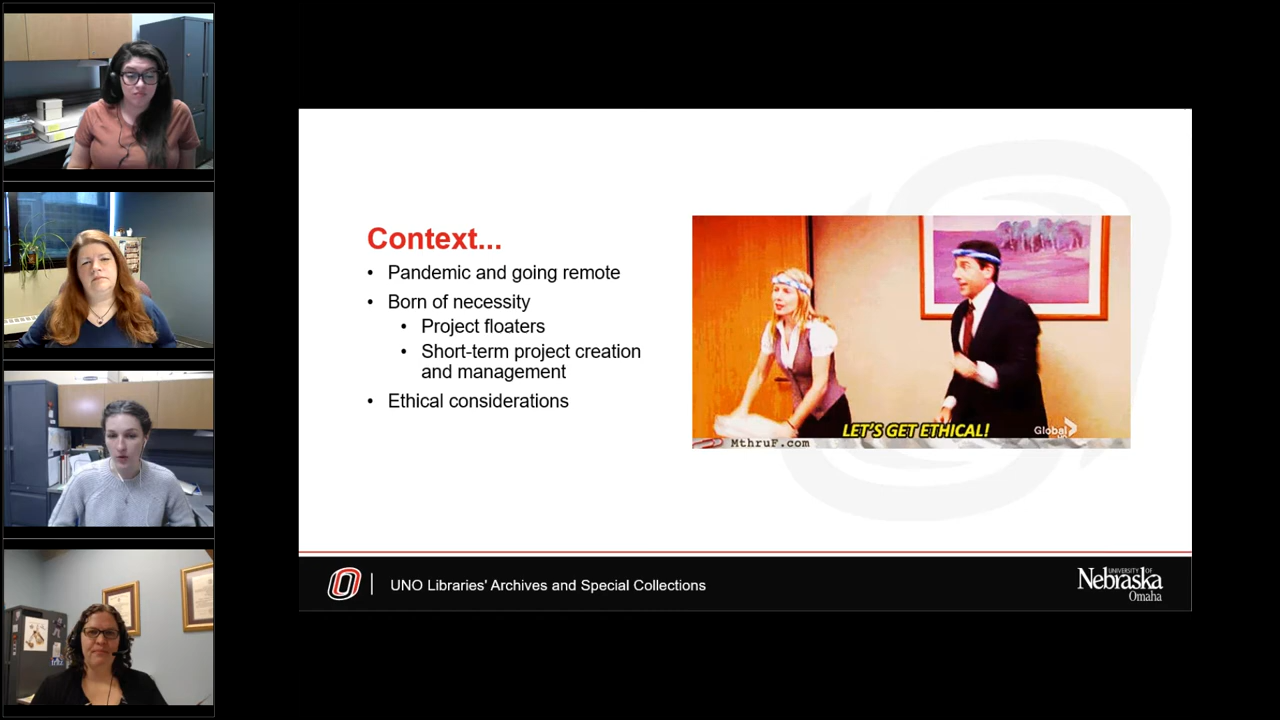 Context...
• Pandemic and going remote
• Born of necessity
• Project floaters
• Short-term project creation
and management
• Ethical considerations
LET'S GET ETHICAL!
Global
MthruF.com
UNO Libraries' Archives and Special Collections
UNIVERSITY OF
Nebraska
Omaha